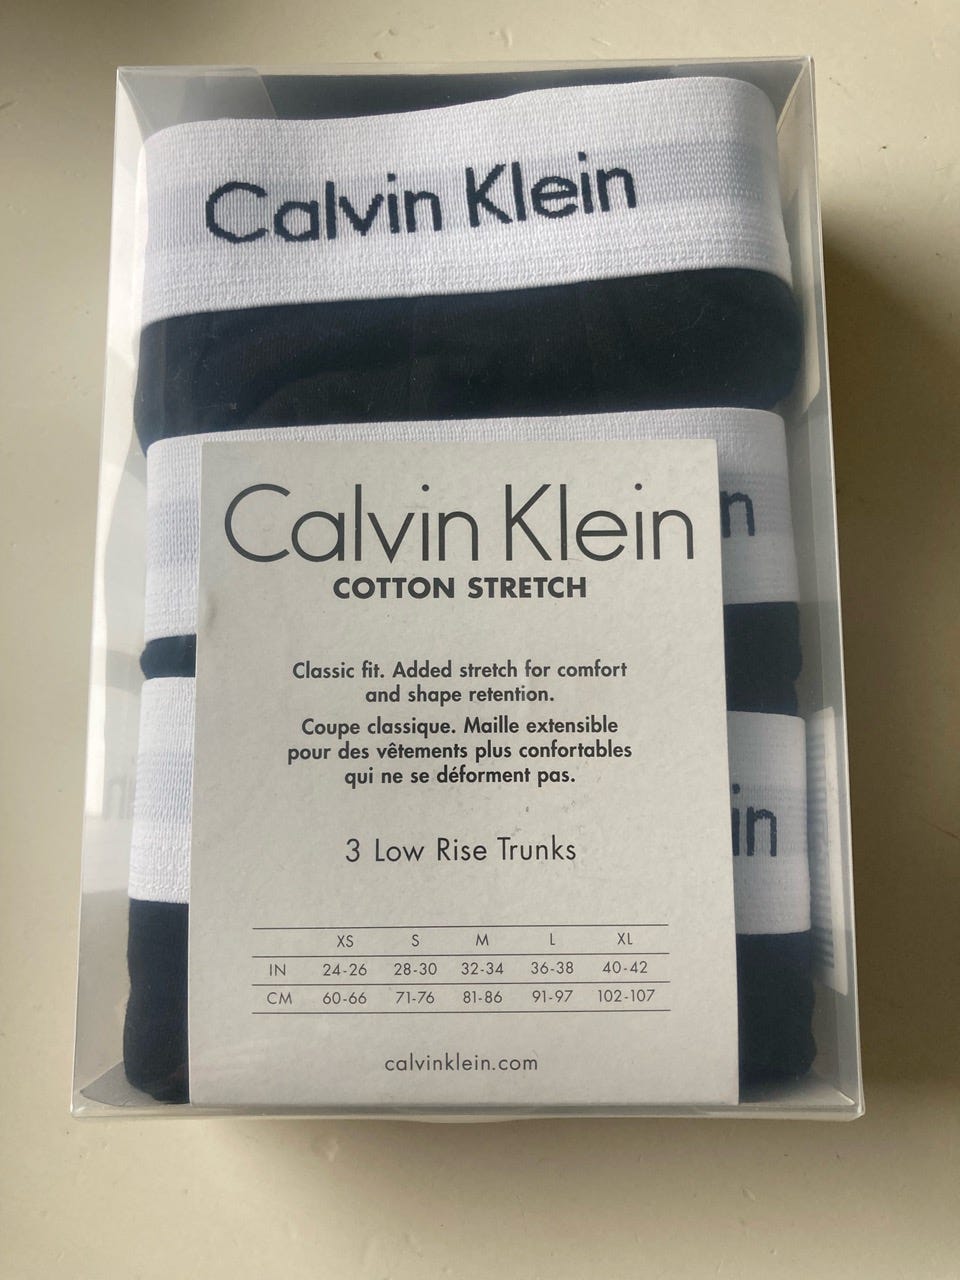 Calvin Klein
n
Calvin Klein
COTTON STRETCH
Classic fit. Added stretch for comfort
and shape retention.
Coupe classique. Maille extensible
pour des vêtements plus confortables
qui ne se déforment pas.
in
3 Low Rise Trunks
XS S M L XL
IN 24-26 28-30 32-34 36-38 40-42
CM 60-66 71-76 81-86 91-97 102-107
calvinklein.com